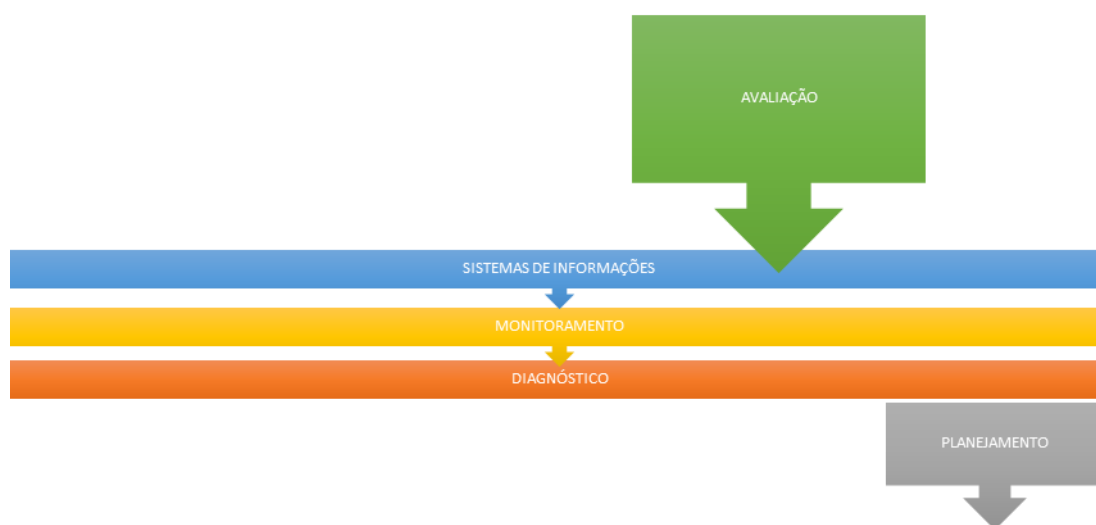 AVALIAÇÃO
SISTEMAS DE INFORMAÇÕES
MONITORAMENTO
DIAGNÓSTICO
PLANEJAMENTO